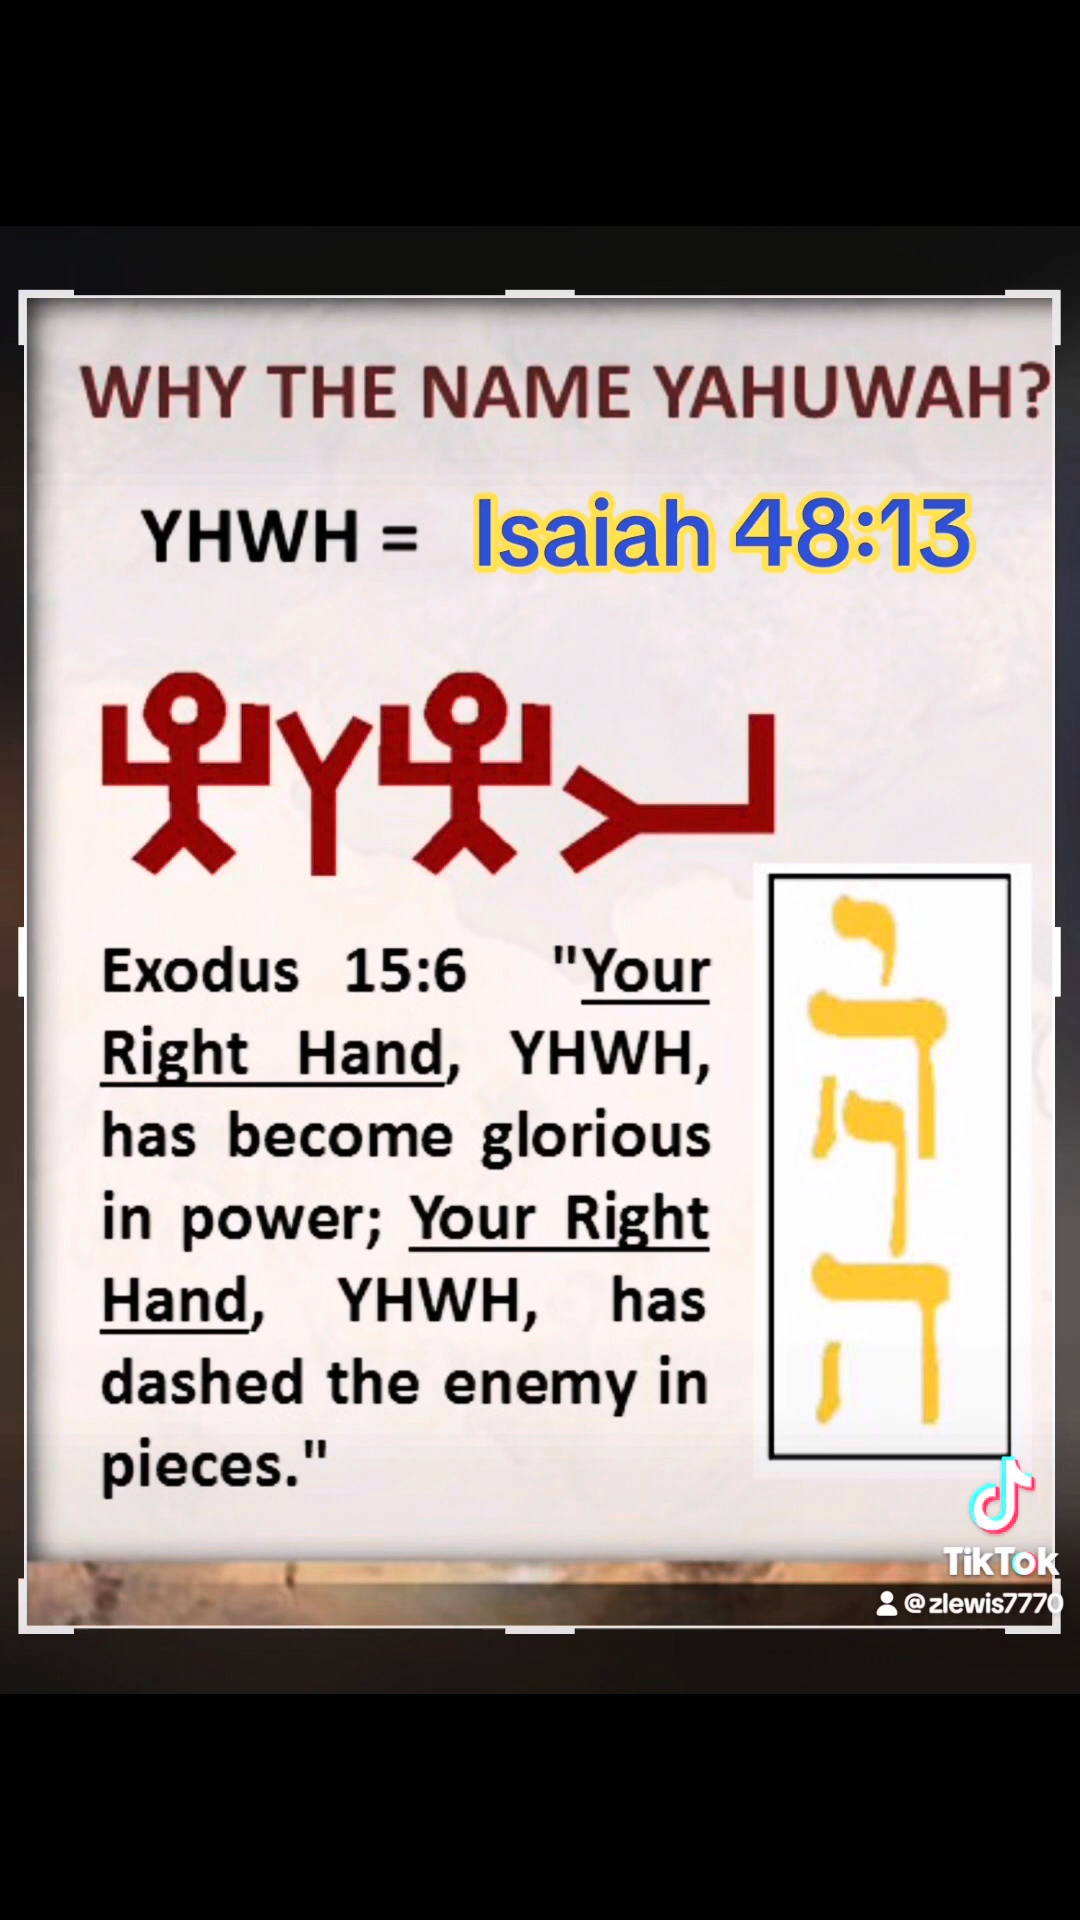 WHY THE NAME YAHUWAH?
YHWH = Isaiah 48:13
Exodus 15:6 "Your
Right Hand, YHWH,
has become glorious
in power; Your Right
Hand, YHWH, has
dashed the enemy in
pieces."
י
ה
ו
ה
TikTok
@zlewis7770